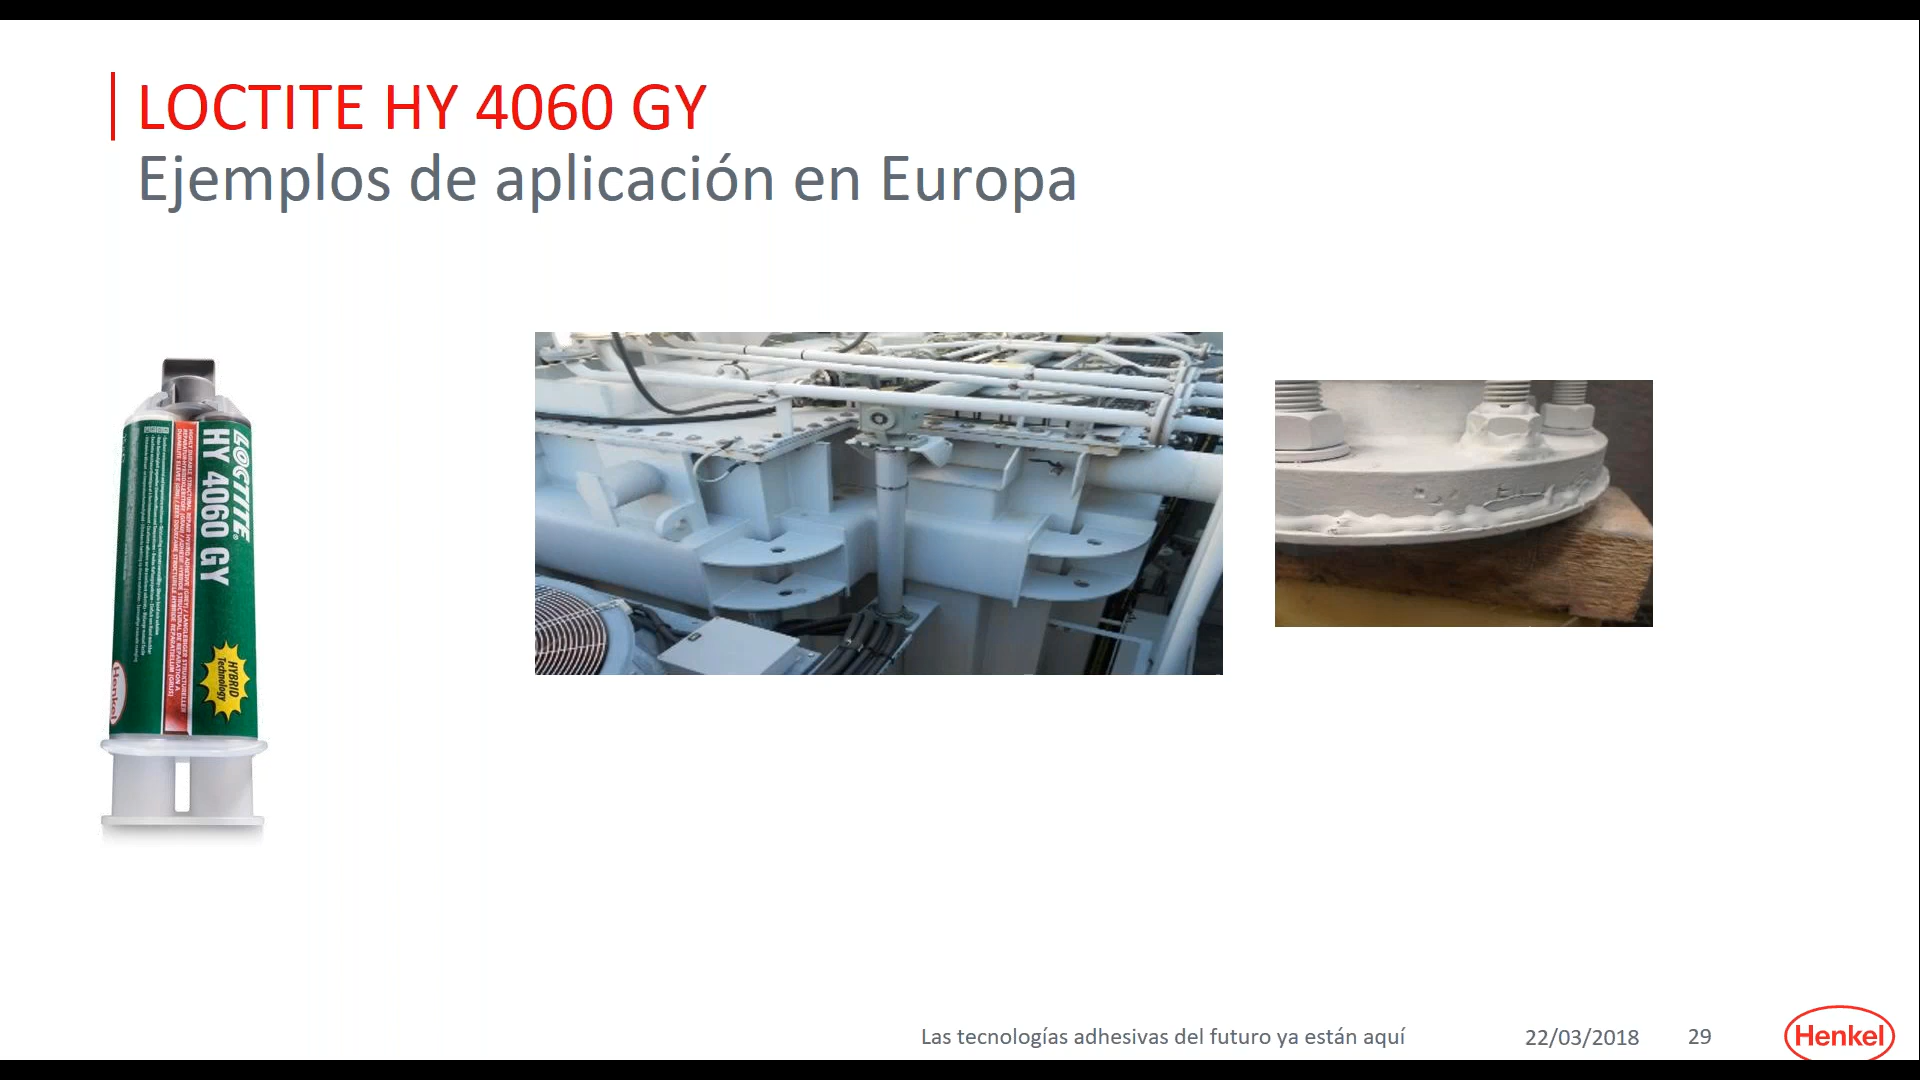 LOCTITE HY 4060 GY
Ejemplos de aplicación en Europa
LOCTITE®
HY 4060 GY
HYBRID
Technology
Henkel
Las tecnologías adhesivas del futuro ya están aquí
22/03/2018
29
Henkel